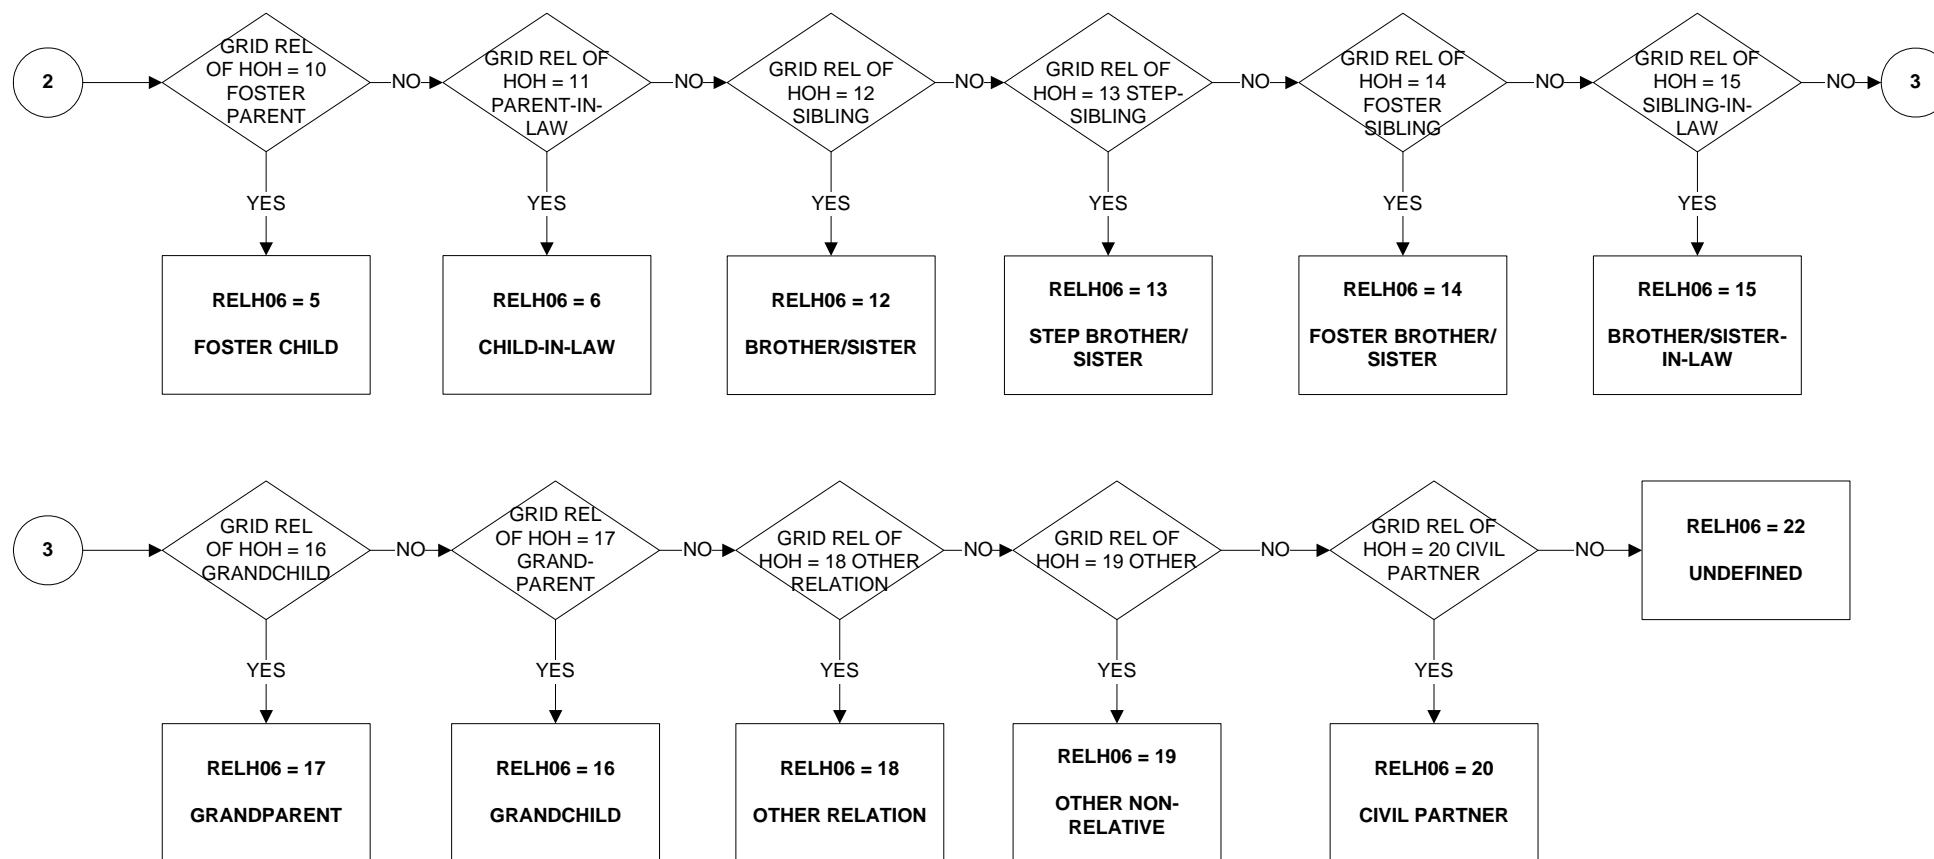 2
GRID REL
OF HOH = 10
FOSTER
PARENT
NO
GRID REL OF
HOH = 11
PARENT-IN-
LAW
NO
GRID REL OF
HOH = 12
SIBLING
NO
GRID REL OF
HOH = 13 STEP-
SIBLING
NO
GRID REL OF
HOH = 14
FOSTER
SIBLING
NO
GRID REL OF
HOH = 15
SIBLING-IN-
LAW
NO
3
YES
YES
YES
YES
YES
YES
RELH06 = 5
FOSTER CHILD
RELH06 = 6
CHILD-IN-LAW
RELH06 = 12
BROTHER/SISTER
RELH06 = 13
STEP BROTHER/
SISTER
RELH06 = 14
FOSTER BROTHER/
SISTER
RELH06 = 15
BROTHER/SISTER-
IN-LAW
3
GRID REL
OF HOH = 16
GRANDCHILD
NO
GRID REL
OF HOH = 17
GRAND-
PARENT
NO
GRID REL OF
HOH = 18 OTHER
RELATION
NO
GRID REL OF
HOH = 19 OTHER
NO
GRID REL OF
HOH = 20 CIVIL
PARTNER
NO
RELH06 = 22
UNDEFINED
YES
YES
YES
YES
YES
RELH06 = 17
GRANDPARENT
RELH06 = 16
GRANDCHILD
RELH06 = 18
OTHER RELATION
RELH06 = 19
OTHER NON-
RELATIVE
RELH06 = 20
CIVIL PARTNER